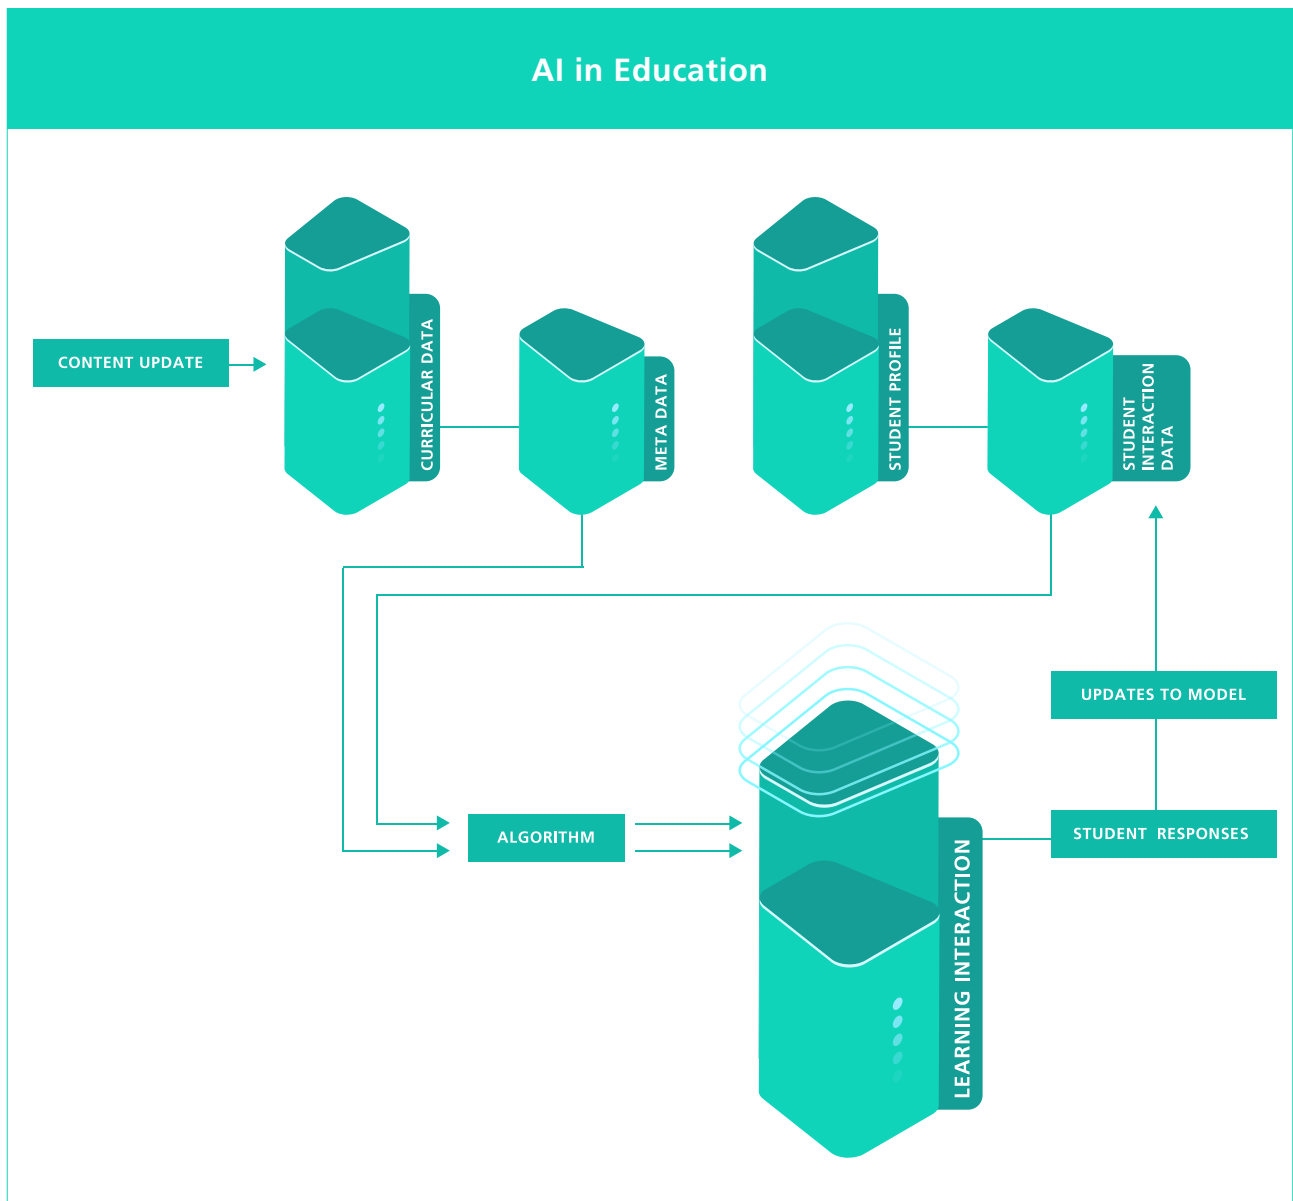 AI in Education
CONTENT UPDATE
CURRICULAR DATA
META DATA
STUDENT PROFILE
STUDENT
INTERACTION
DATA
UPDATES TO MODEL
ALGORITHM
STUDENT RESPONSES
LEARNING INTERACTION